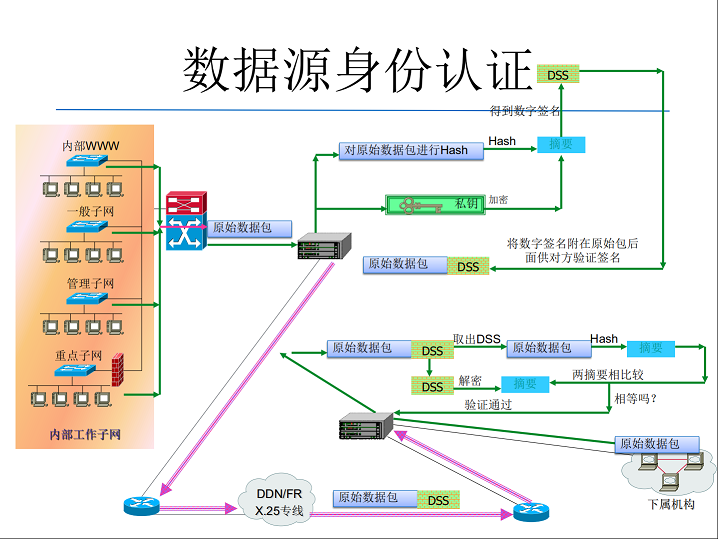 数据源身份认证
DSS
得到数字签名
内部WWW
对原始数据包进行Hash
Hash
摘要
一般子网
私钥
加密
原始数据包
将数字签名附在原始包后
面供对方验证签名
原始数据包
DSS
管理子网
原始数据包
DSS
取出DSS
原始数据包
Hash
摘要
重点子网
DSS
解密
摘要
两摘要相比较
相等吗？
验证通过
内部工作子网
原始数据包
下属机构
DDN/FR
X.25专线
原始数据包
DSS